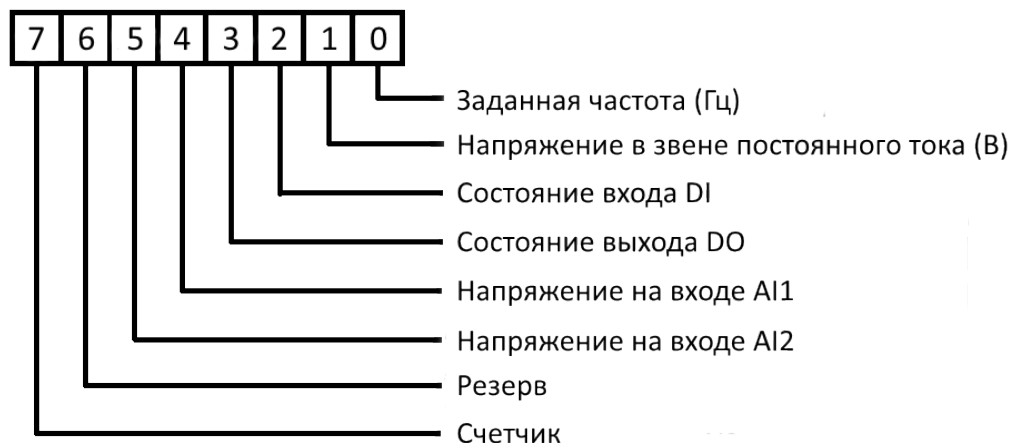 7 6 5 4 3 2 1 0
Заданная частота (Гц)
Напряжение в звене постоянного тока (В)
Состояние входа DI
Состояние выхода DO
Напряжение на входе AI1
Напряжение на входе AI2
Резерв
Счетчик